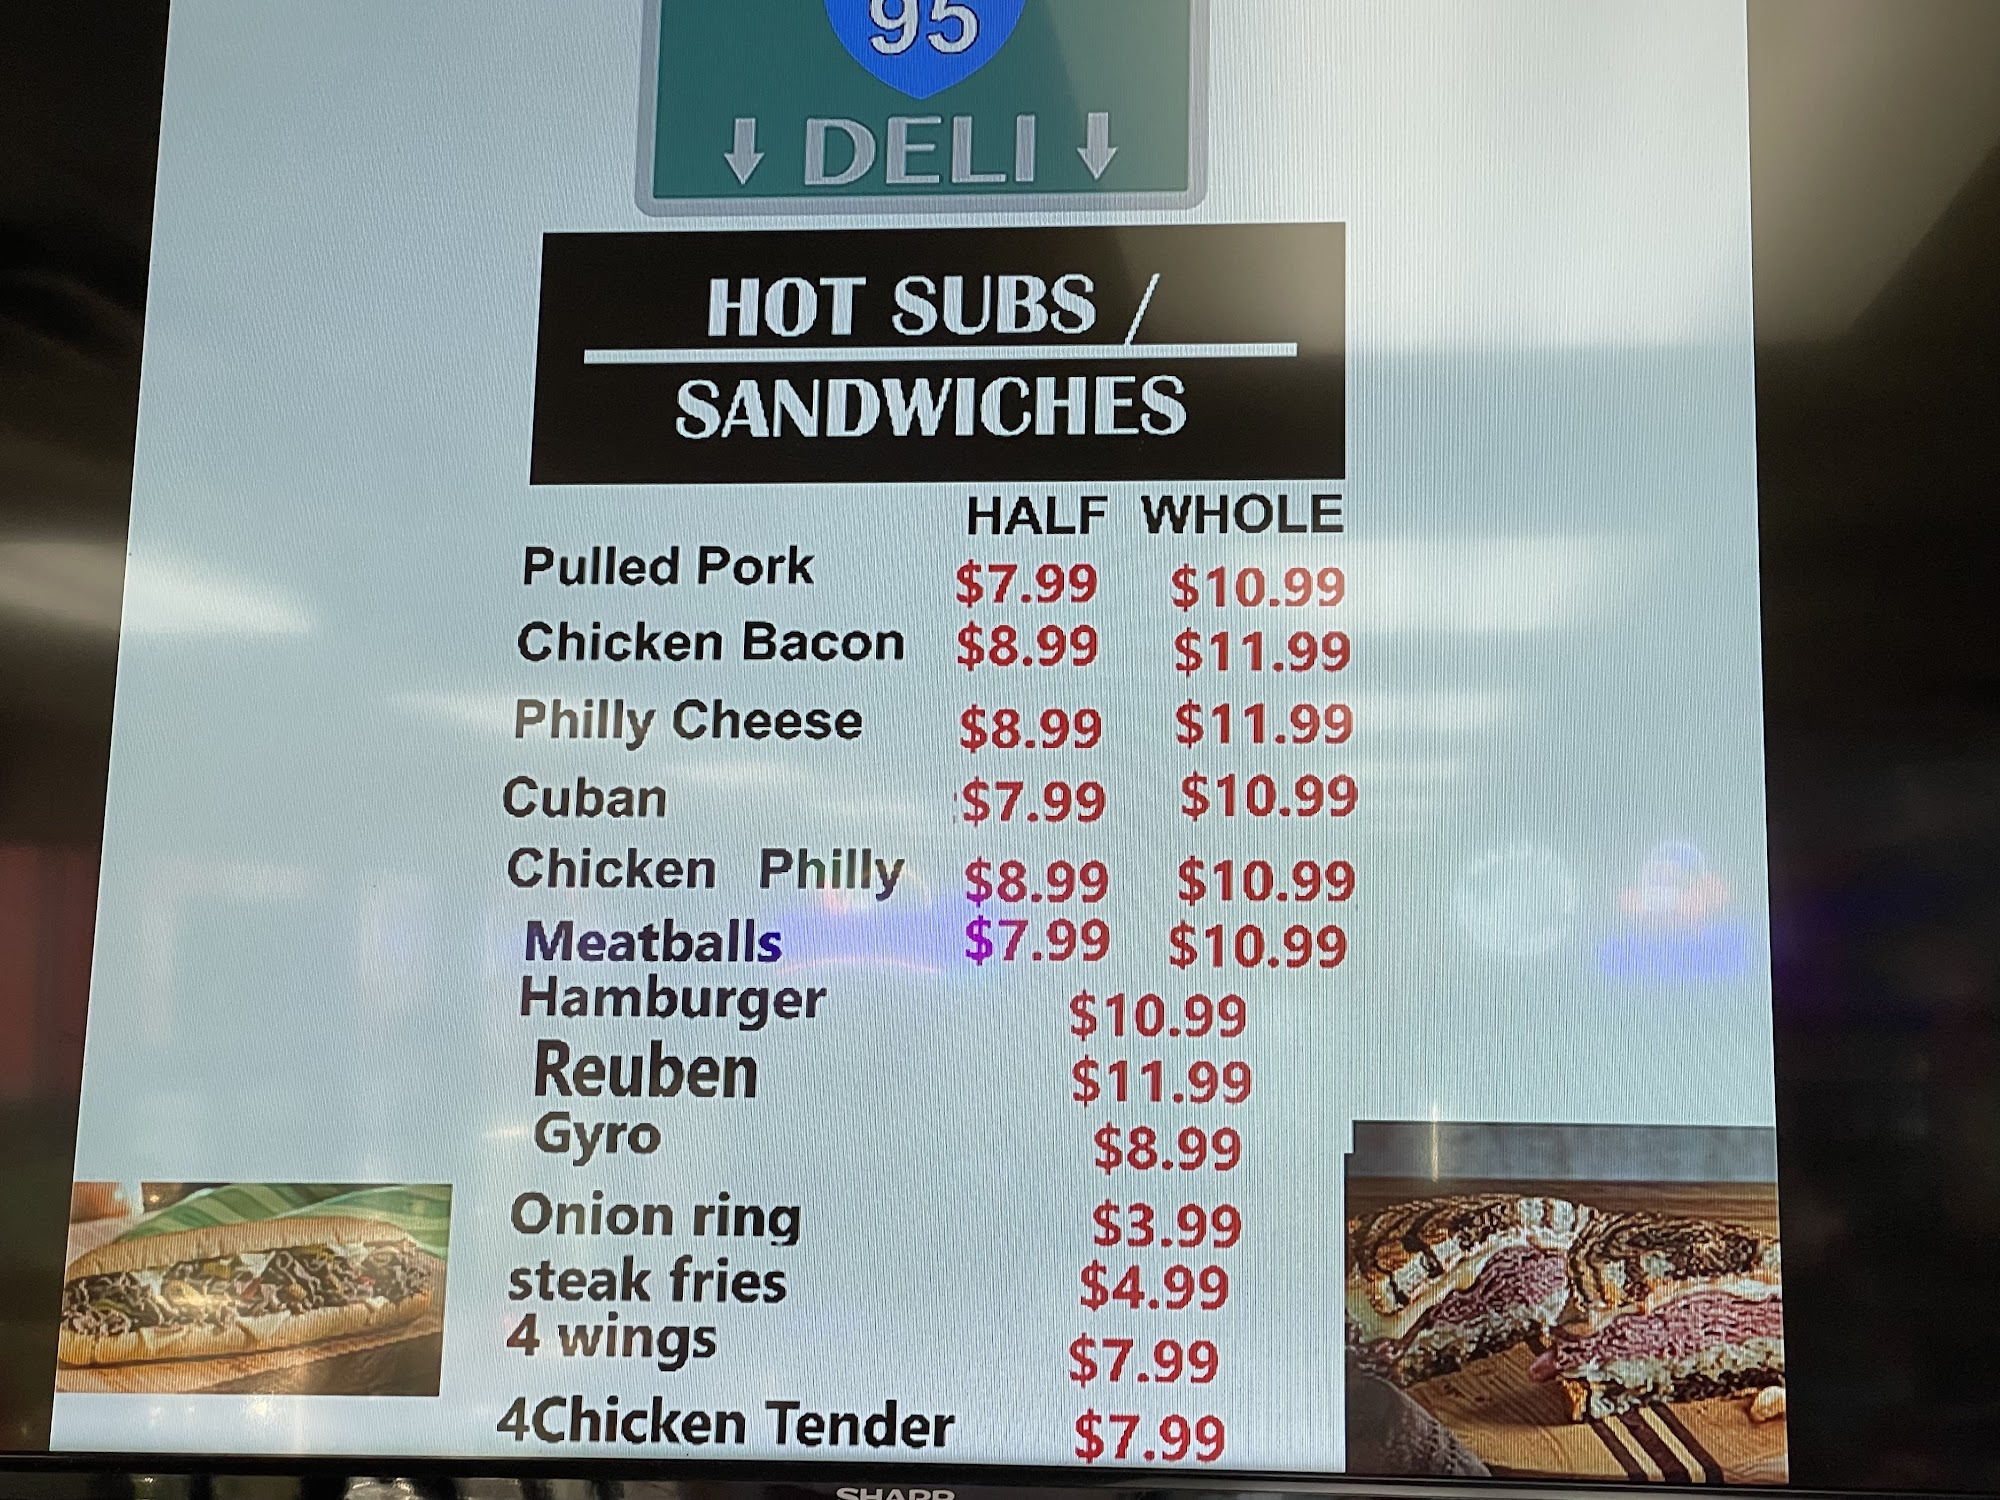 95
↓ DELI ↓
HOT SUBS /
SANDWICHES
HALF WHOLE
Pulled Pork $7.99 $10.99
Chicken Bacon $8.99 $11.99
Philly Cheese $8.99 $11.99
Cuban $7.99 $10.99
Chicken Philly $8.99 $10.99
Meatballs $7.99 $10.99
Hamburger $10.99
Reuben $11.99
Gyro $8.99
Onion ring $3.99
steak fries $4.99
4 wings $7.99
4Chicken Tender $7.99
SHARP